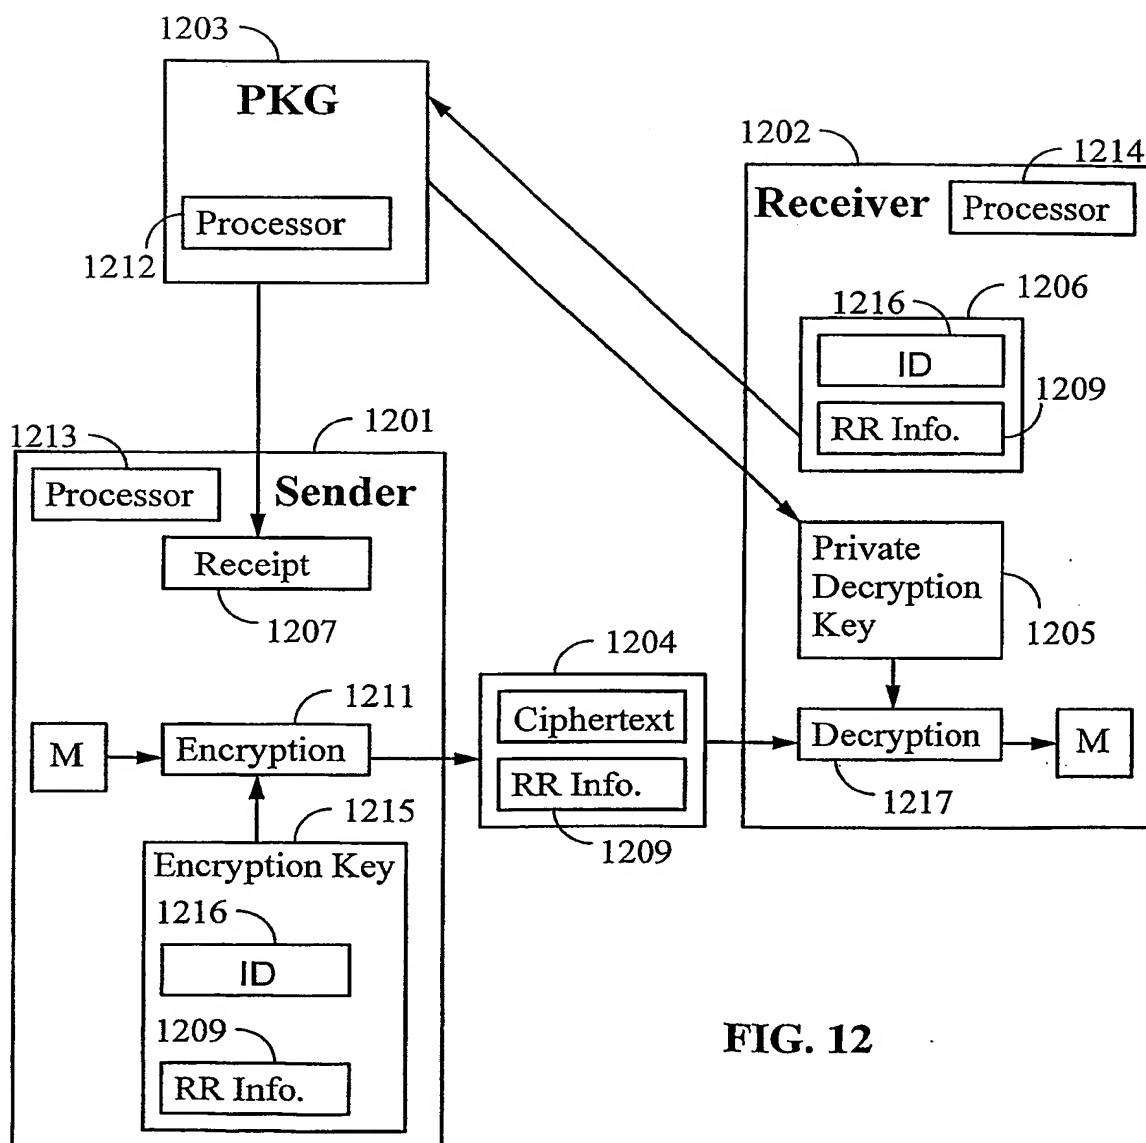 1203
PKG
Processor
1212
1202
1214
Receiver
Processor
1206
1216
ID
1209
RR Info.
1213
1201
Processor
Sender
Receipt
1207
Private
Decryption
Key
1205
1204
1211
M
Encryption
Ciphertext
RR Info.
1209
Decryption
M
1217
1215
Encryption Key
1216
ID
1209
RR Info.
FIG. 12